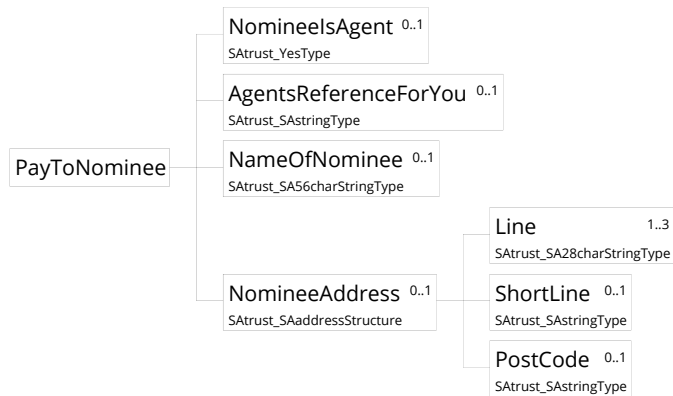 NomineeIsAgent 0..1
SAtrust_YesType
AgentsReferenceForYou 0..1
SAtrust_SAstringType
PayToNominee
NameOfNominee 0..1
SAtrust_SA56charStringType
NomineeAddress 0..1
SAtrust_SAaddressStructure
Line 1..3
SAtrust_SA28charStringType
ShortLine 0..1
SAtrust_SAstringType
PostCode 0..1
SAtrust_SAstringType